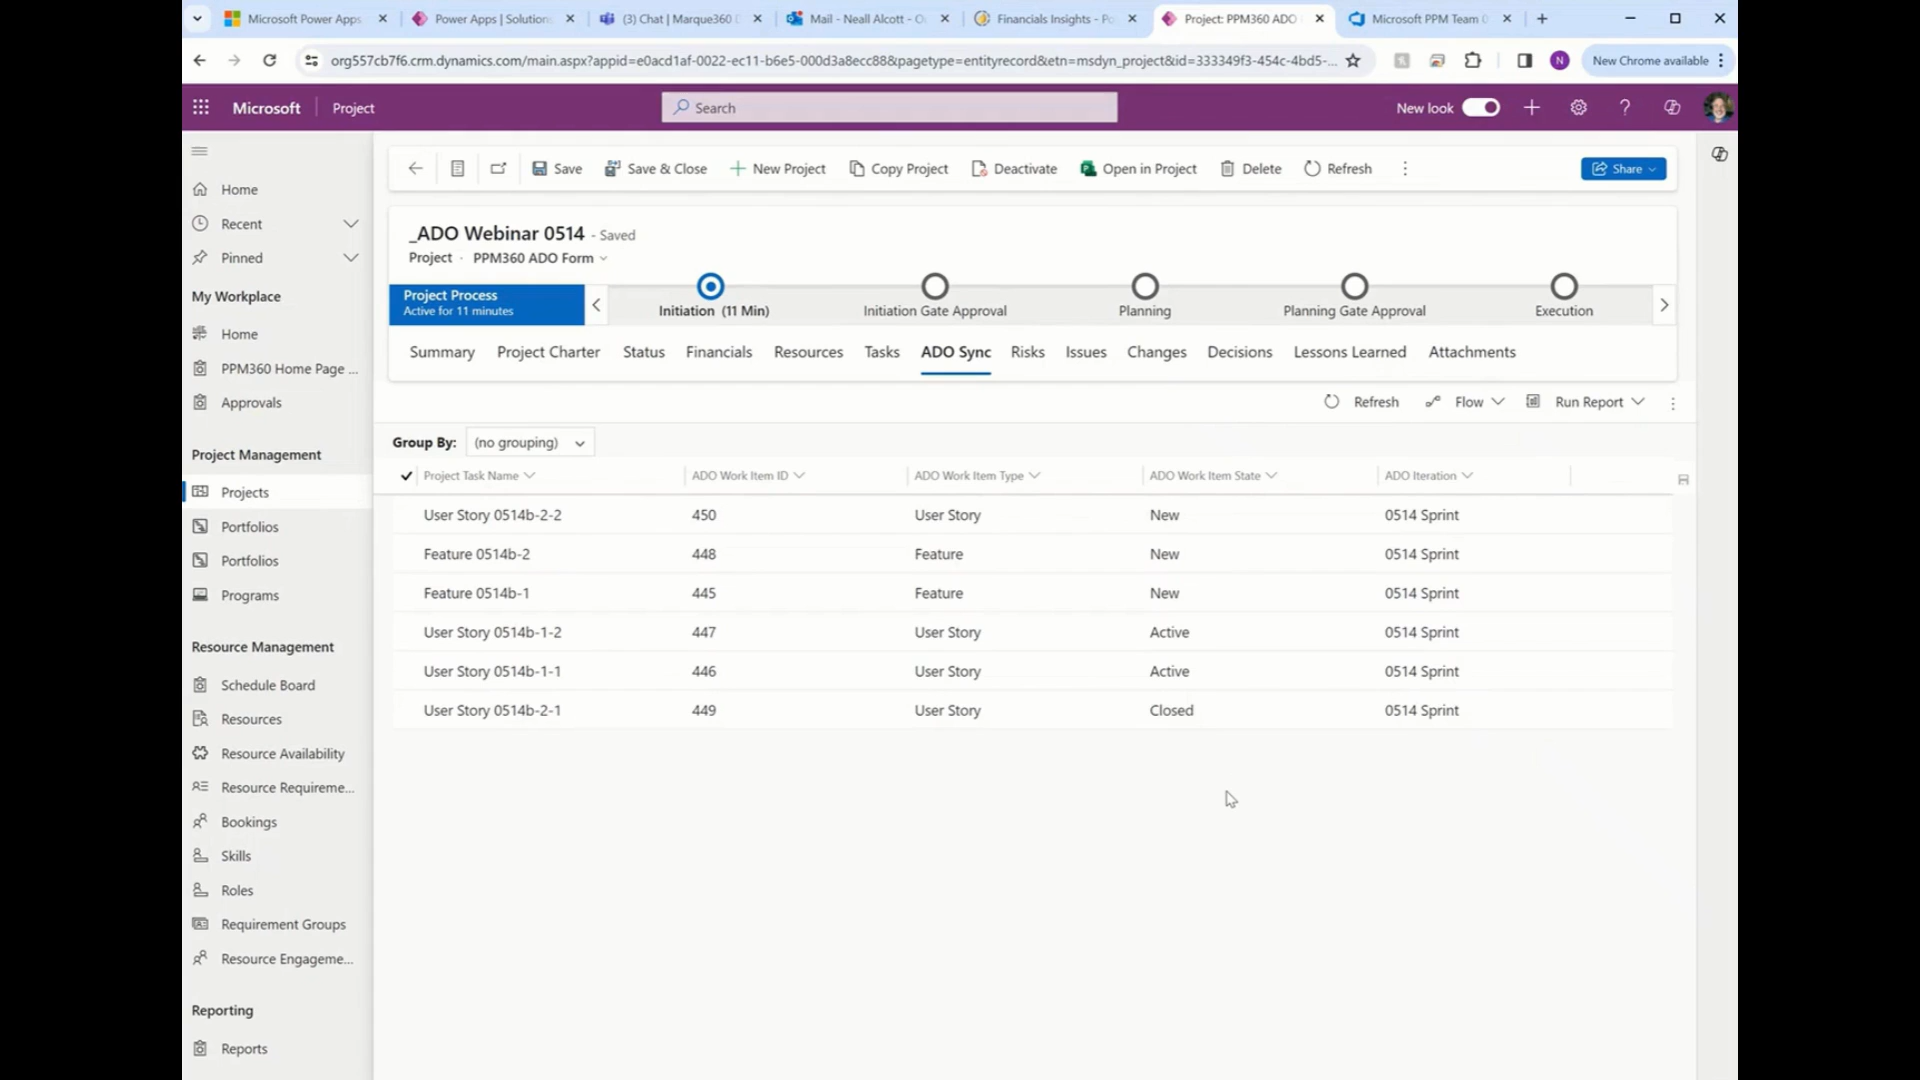 Microsoft Power Apps
Power Apps | Solutions
(3) Chat | Marque360
Mail - Neall Alcott - O
Financials Insights - Po
Project: PPM360 ADO
Microsoft PPM Team
org557cb7f6.crm.dynamics.com/main.aspx?appid=e0acd1af-0022-ec11-b6e5-000d3a8ecc88&pagetype=entityrecord&etn=msdyn_project&id=333349f3-454c-4bd5-...
N
New Chrome available
Microsoft
Project
Search
New look
Save
Save & Close
New Project
Copy Project
Deactivate
Open in Project
Delete
Refresh
Share
Home
Recent
Pinned
My Workplace
Home
PPM360 Home Page ...
Approvals
Project Management
Projects
Portfolios
Portfolios
Programs
Resource Management
Schedule Board
Resources
Resource Availability
Resource Requireme...
Bookings
Skills
Roles
Requirement Groups
Resource Engageme...
Reporting
Reports
_ADO Webinar 0514 - Saved
Project · PPM360 ADO Form
Project Process
Active for 11 minutes
Initiation (11 Min)
Initiation Gate Approval
Planning
Planning Gate Approval
Execution
Summary Project Charter Status Financials Resources Tasks ADO Sync Risks Issues Changes Decisions Lessons Learned Attachments
Refresh Flow Run Report
Group By: (no grouping)
Project Task Name ADO Work Item ID ADO Work Item Type ADO Work Item State ADO Iteration
User Story 0514b-2-2 450 User Story New 0514 Sprint
Feature 0514b-2 448 Feature New 0514 Sprint
Feature 0514b-1 445 Feature New 0514 Sprint
User Story 0514b-1-2 447 User Story Active 0514 Sprint
User Story 0514b-1-1 446 User Story Active 0514 Sprint
User Story 0514b-2-1 449 User Story Closed 0514 Sprint